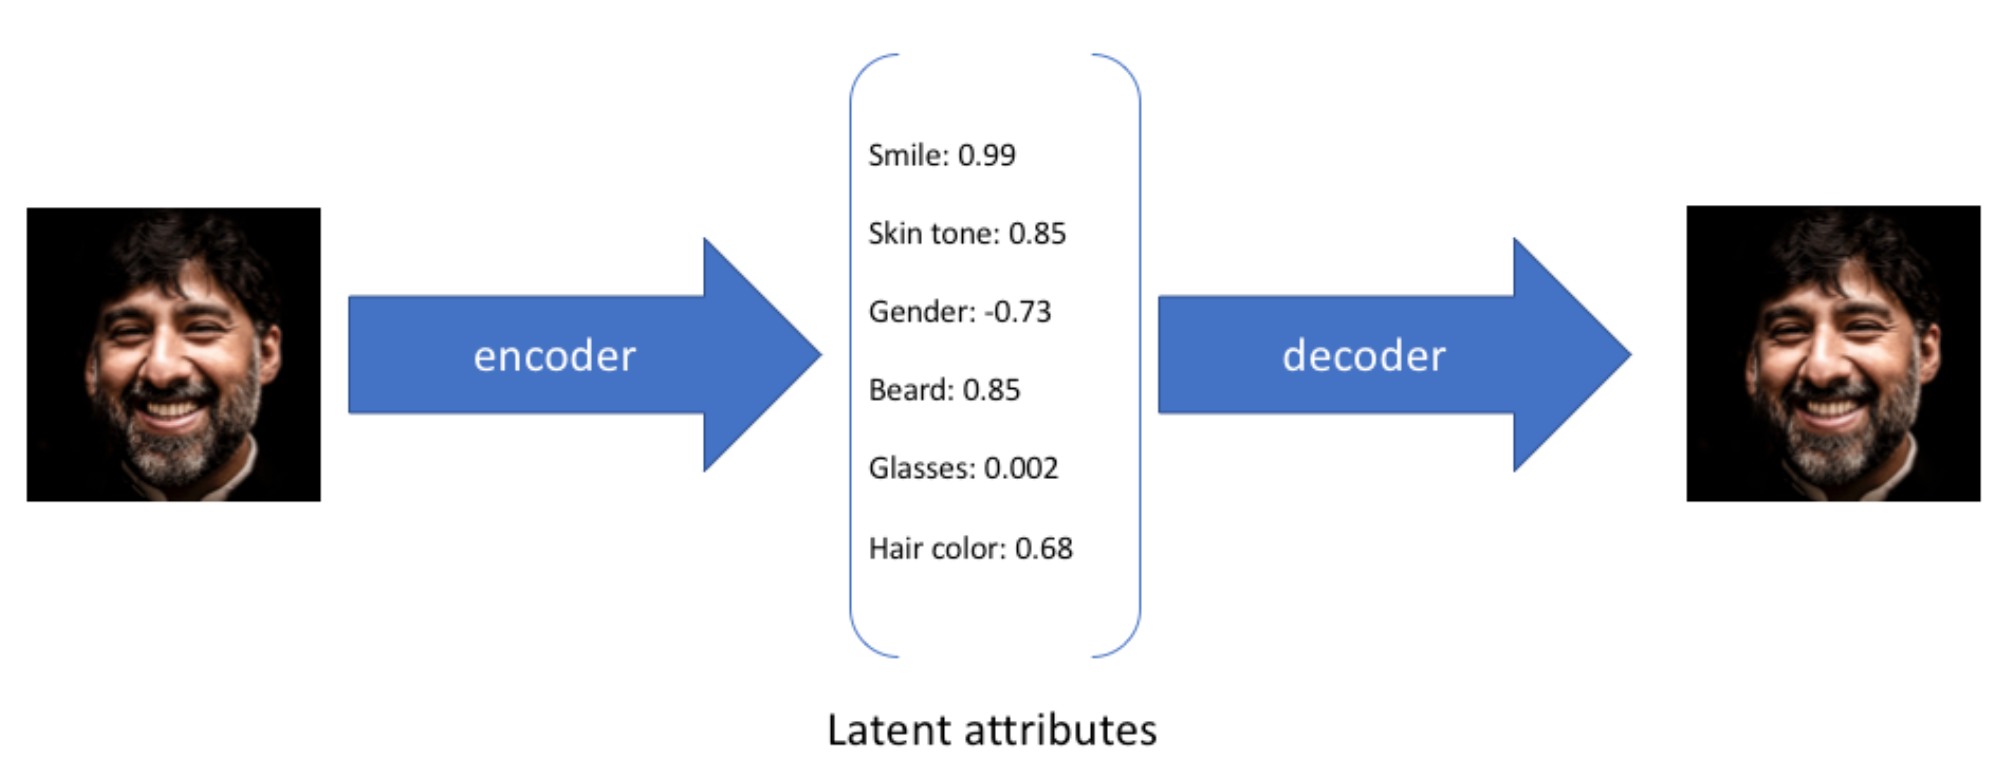 encoder
Smile: 0.99
Skin tone: 0.85
Gender: -0.73
Beard: 0.85
Glasses: 0.002
Hair color: 0.68
decoder
Latent attributes